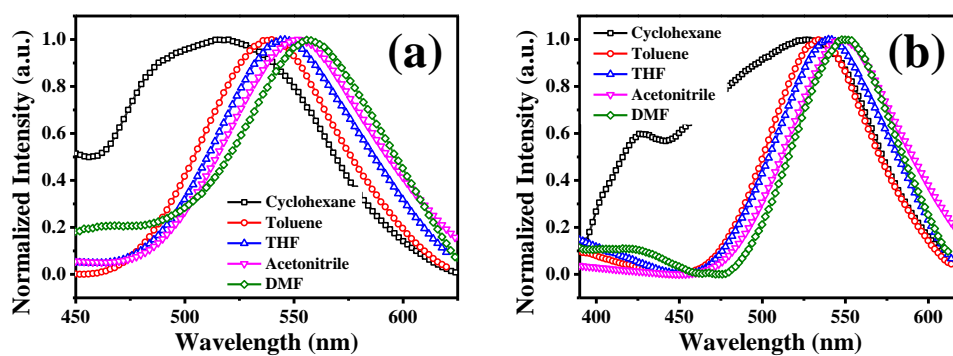 (a)
Normalized Intensity (a.u.)
1.0
0.8
0.6
0.4
0.2
0.0
Cyclohexane
Toluene
THF
Acetonitrile
DMF
450 500 550 600
Wavelength (nm)
(b)
Normalized Intensity (a.u.)
1.0
0.8
0.6
0.4
0.2
0.0
Cyclohexane
Toluene
THF
Acetonitrile
DMF
400 450 500 550 600
Wavelength (nm)